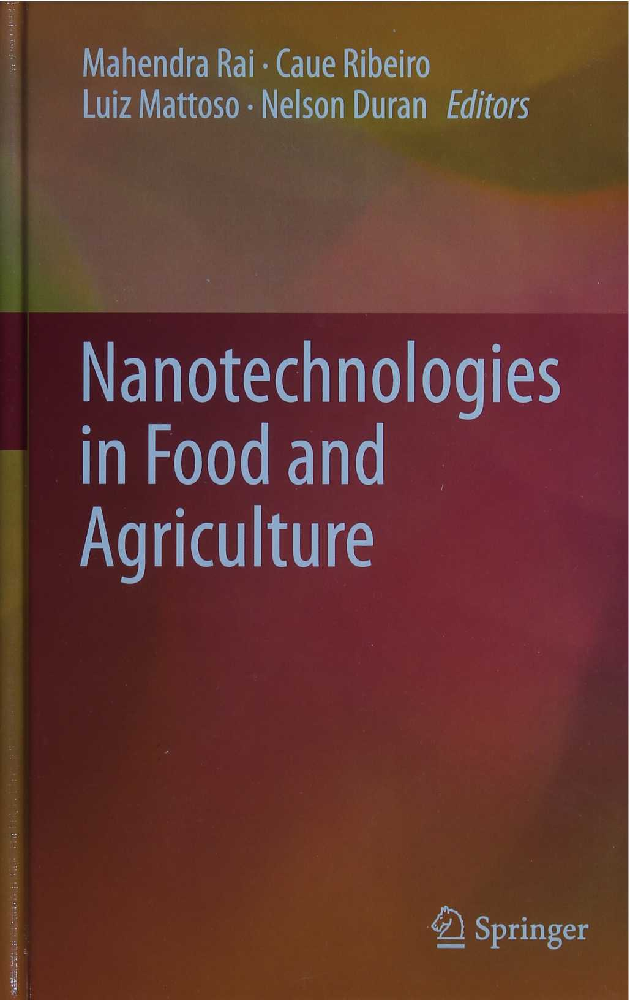 Mahendra Rai · Caue Ribeiro
Luiz Mattoso · Nelson Duran Editors
Nanotechnologies
in Food and
Agriculture
Springer